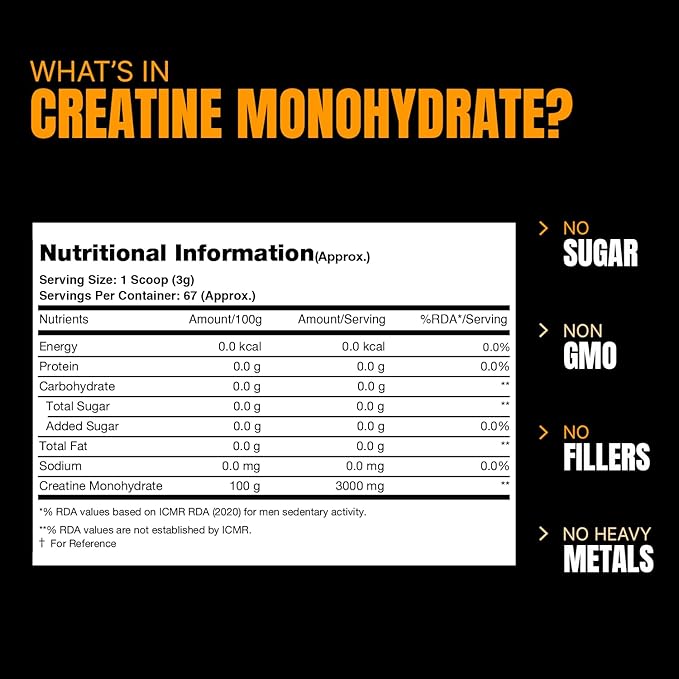 WHAT'S IN
CREATINE MONOHYDRATE?
Nutritional Information(Approx.)
Serving Size: 1 Scoop (3g)
Servings Per Container: 67 (Approx.)
Nutrients Amount/100g Amount/Serving %RDA*/Serving
Energy 0.0 kcal 0.0 kcal 0.0%
Protein 0.0 g 0.0 g 0.0%
Carbohydrate 0.0 g 0.0 g **
Total Sugar 0.0 g 0.0 g **
Added Sugar 0.0 g 0.0 g 0.0%
Total Fat 0.0 g 0.0 g **
Sodium 0.0 mg 0.0 mg 0.0%
Creatine Monohydrate 100 g 3000 mg **
*% RDA values based on ICMR RDA (2020) for men sedentary activity.
**% RDA values are not established by ICMR.
† For Reference
> NO
SUGAR
> NON
GMO
> NO
FILLERS
> NO HEAVY
METALS